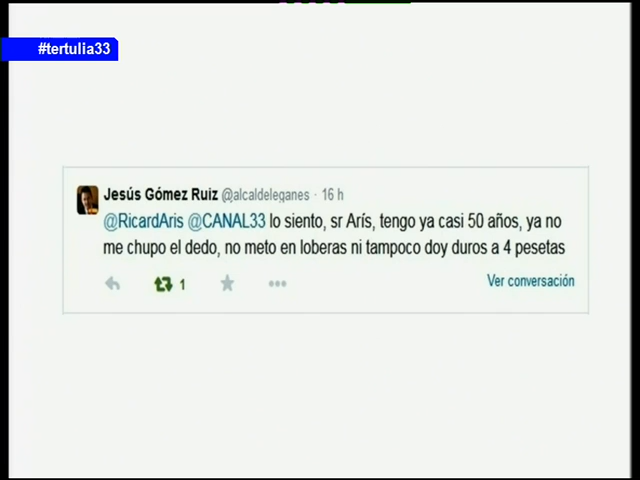 #tertulia33
Jesús Gómez Ruiz @alcaldeleganes · 16 h
@RicardAris @CANAL33 lo siento, sr Arís, tengo ya casi 50 años, ya no
me chupo el dedo, no meto en loberas ni tampoco doy duros a 4 pesetas
1
Ver conversación